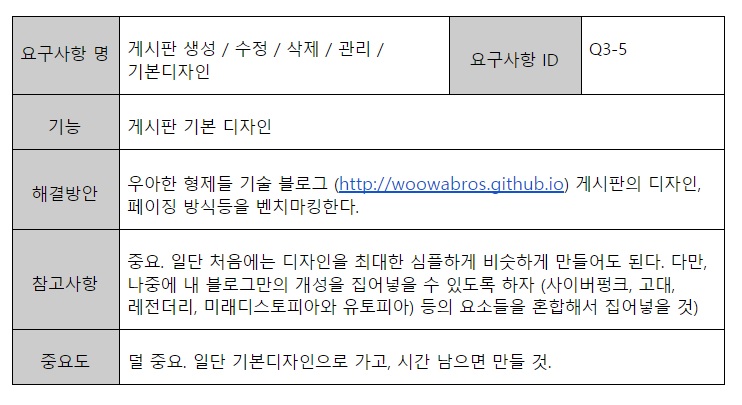 요구사항 명
게시판 생성 / 수정 / 삭제 / 관리 /
기본디자인
요구사항 ID
Q3-5
기능
게시판 기본 디자인
해결방안
우아한 형제들 기술 블로그 (http://woowabros.github.io) 게시판의 디자인,
페이징 방식등을 벤치마킹한다.
참고사항
중요. 일단 처음에는 디자인을 최대한 심플하게 비슷하게 만들어도 된다. 다만,
나중에 내 블로그만의 개성을 집어넣을 수 있도록 하자 (사이버펑크, 고대,
레전더리, 미래디스토피아와 유토피아) 등의 요소들을 혼합해서 집어넣을 것)
중요도
덜 중요. 일단 기본디자인으로 가고, 시간 남으면 만들 것.